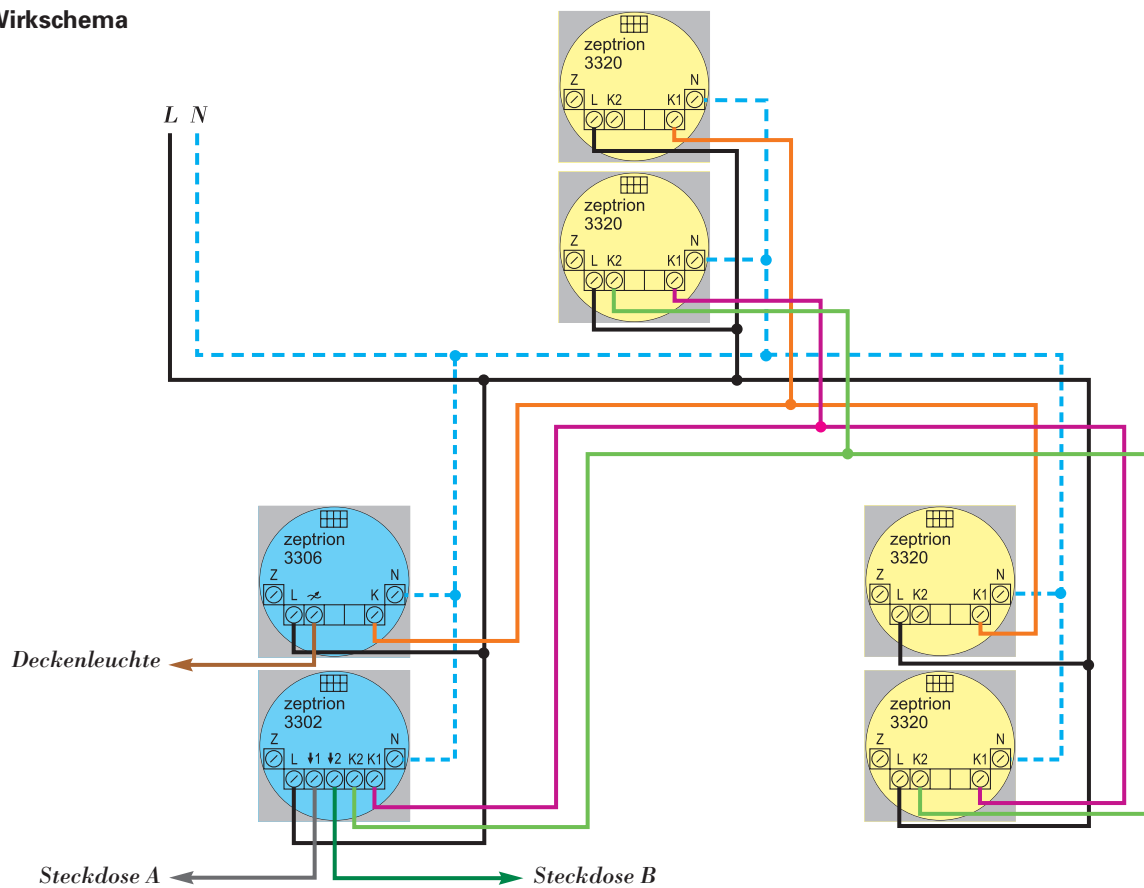 Wirkschema
zeptrion
3320
Z
N
L K2
K1
L N
zeptrion
3320
Z
N
L K2
K1
zeptrion
3306
Z
N
L
K
zeptrion
3320
Z
N
L K2
K1
Deckenleuchte
zeptrion
3302
Z
N
L 1 2 K2 K1
zeptrion
3320
Z
N
L K2
K1
Steckdose A
Steckdose B